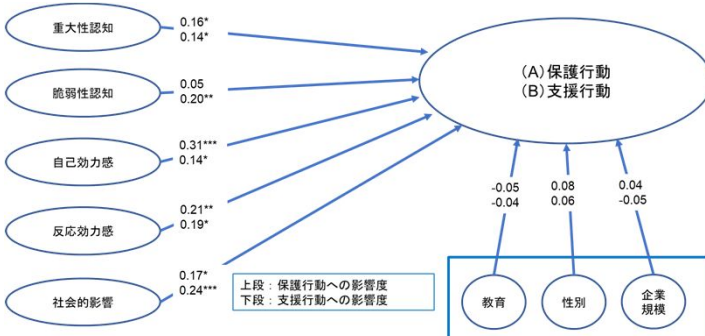 重大性認知
0.16*
0.14*
脆弱性認知
0.05
0.20**
自己効力感
0.31***
0.14*
反応効力感
0.21**
0.19*
社会的影響
0.17*
0.24***
(A)保護行動
(B)支援行動
-0.05
-0.04
0.08
0.06
0.04
-0.05
上段：保護行動への影響度
下段：支援行動への影響度
教育
性別
企業
規模